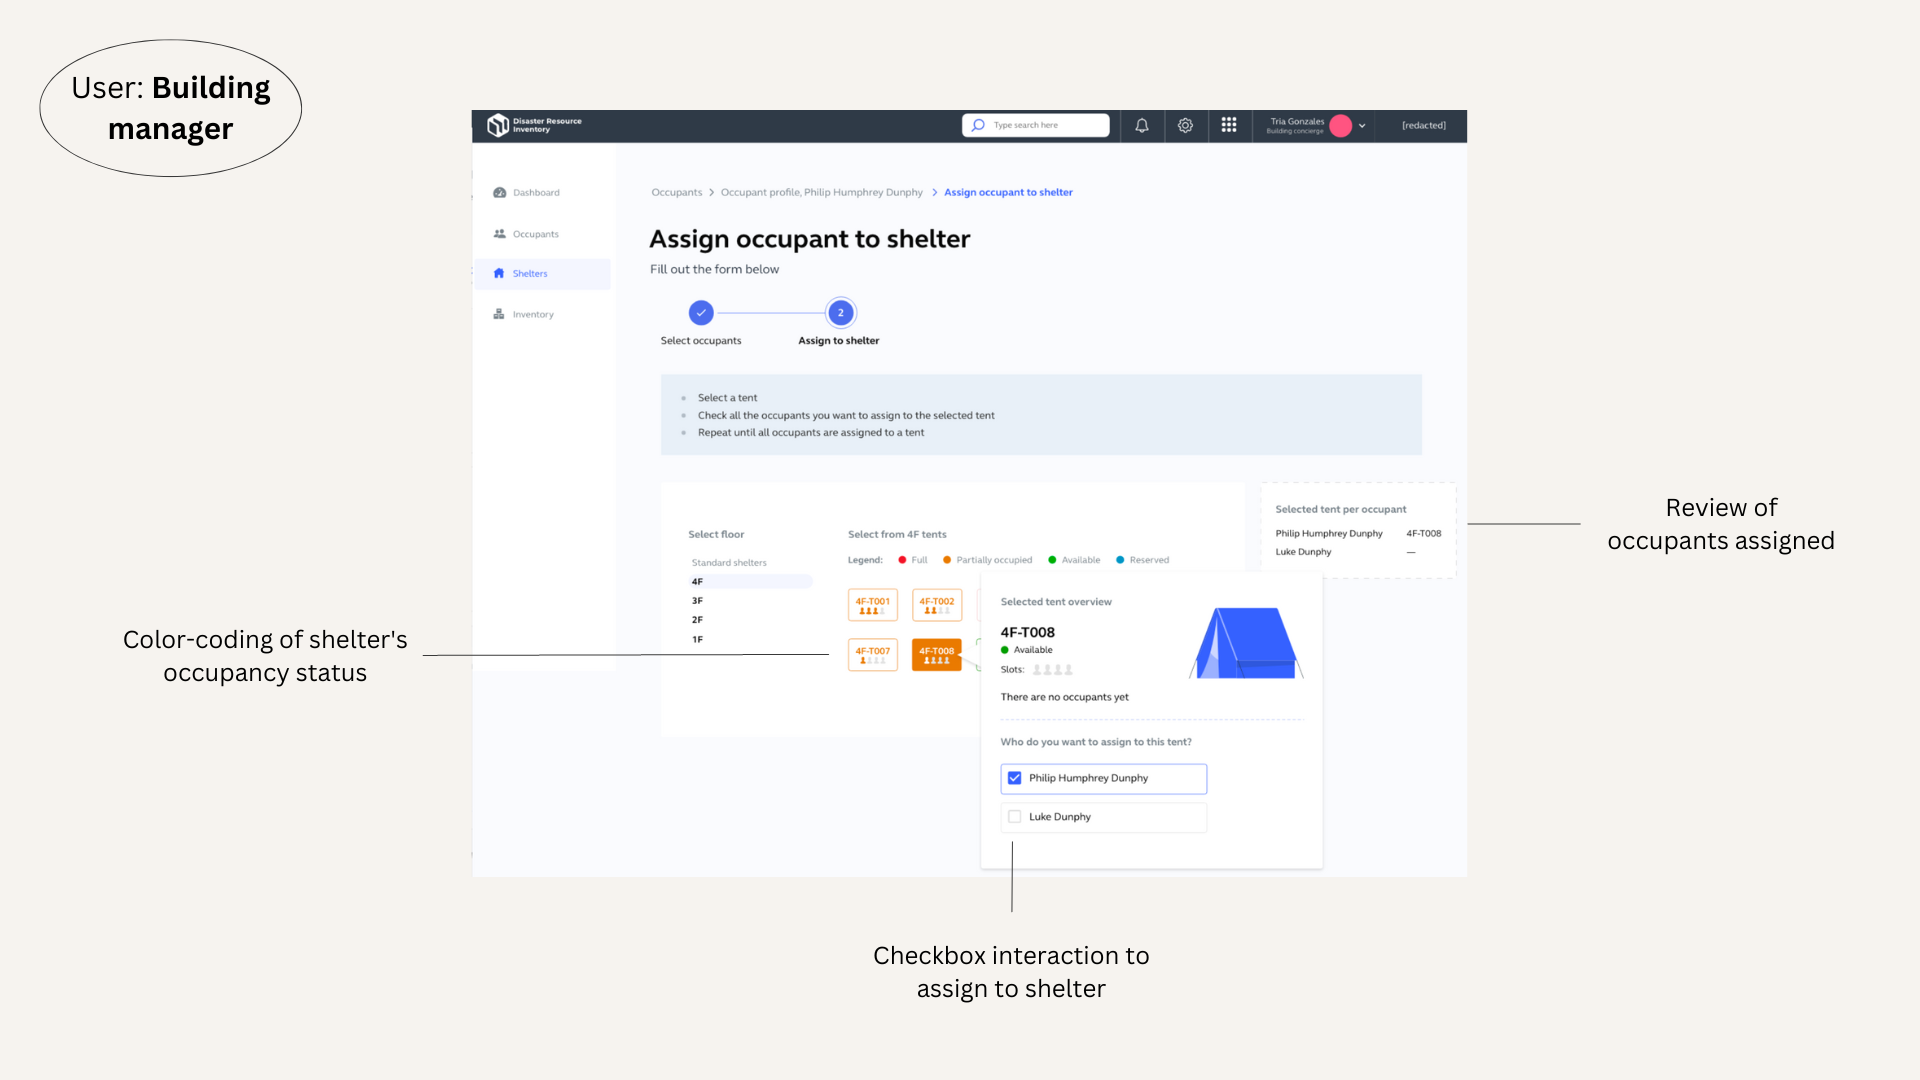 User: Building
manager
Disaster Resource
Inventory
Type search here
Tria Gonzales
Building concierge
[redacted]
Dashboard
Occupants
Shelters
Inventory
Occupants > Occupant profile, Philip Humphrey Dunphy > Assign occupant to shelter
Assign occupant to shelter
Fill out the form below
2
Select occupants
Assign to shelter
Select a tent
Check all the occupants you want to assign to the selected tent
Repeat until all occupants are assigned to a tent
Select floor
Standard shelters
4F
3F
2F
1F
Select from 4F tents
Legend: Full Partially occupied Available Reserved
4F-T001
4F-T002
4F-T007
4F-T008
Selected tent per occupant
Philip Humphrey Dunphy 4F-T008
Luke Dunphy —
Selected tent overview
4F-T008
Available
Slots:
There are no occupants yet
Who do you want to assign to this tent?
Philip Humphrey Dunphy
Luke Dunphy
Review of
occupants assigned
Color-coding of shelter's
occupancy status
Checkbox interaction to
assign to shelter